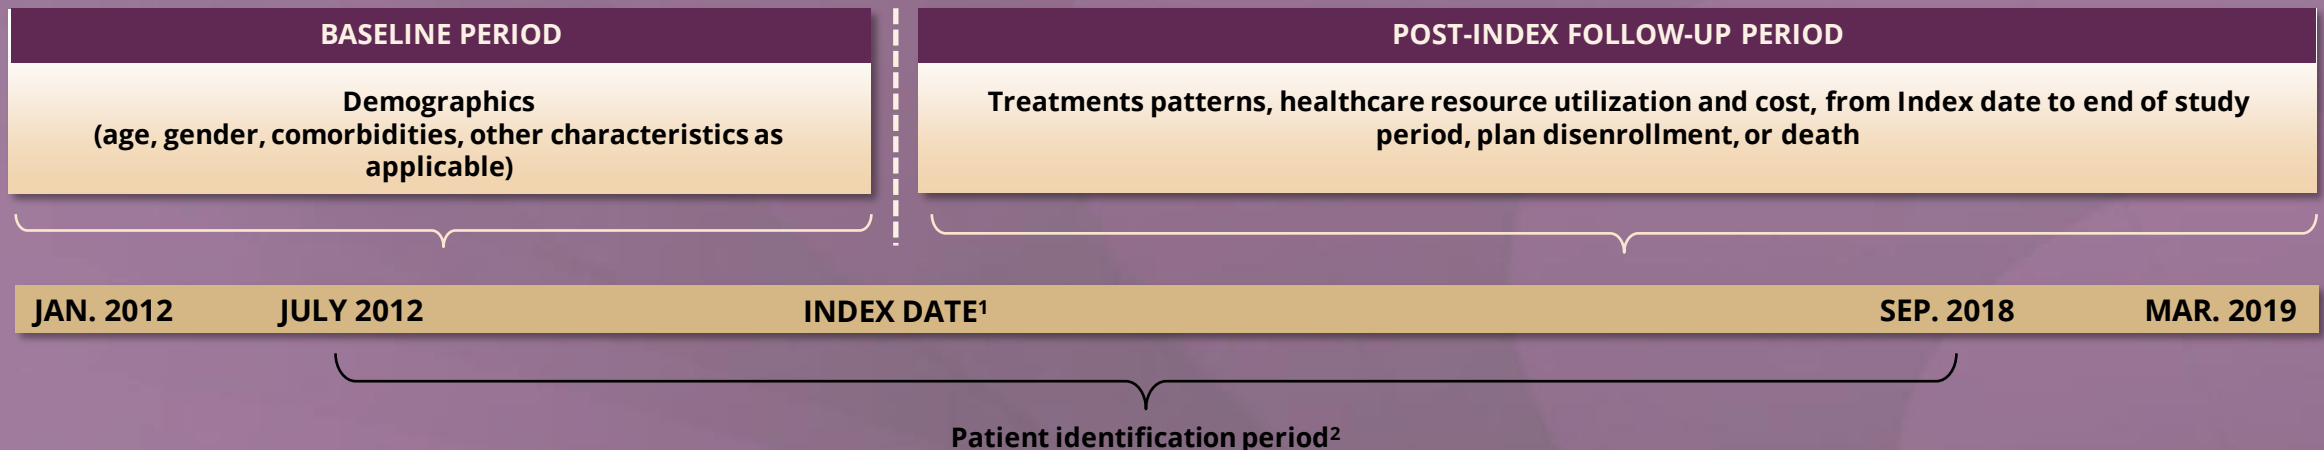 BASELINE PERIOD
Demographics
(age, gender, comorbidities, other characteristics as
applicable)
POST-INDEX FOLLOW-UP PERIOD
Treatments patterns, healthcare resource utilization and cost, from Index date to end of study
period, plan disenrollment, or death
JAN. 2012 JULY 2012 INDEX DATE¹ SEP. 2018 MAR. 2019
Patient identification period²